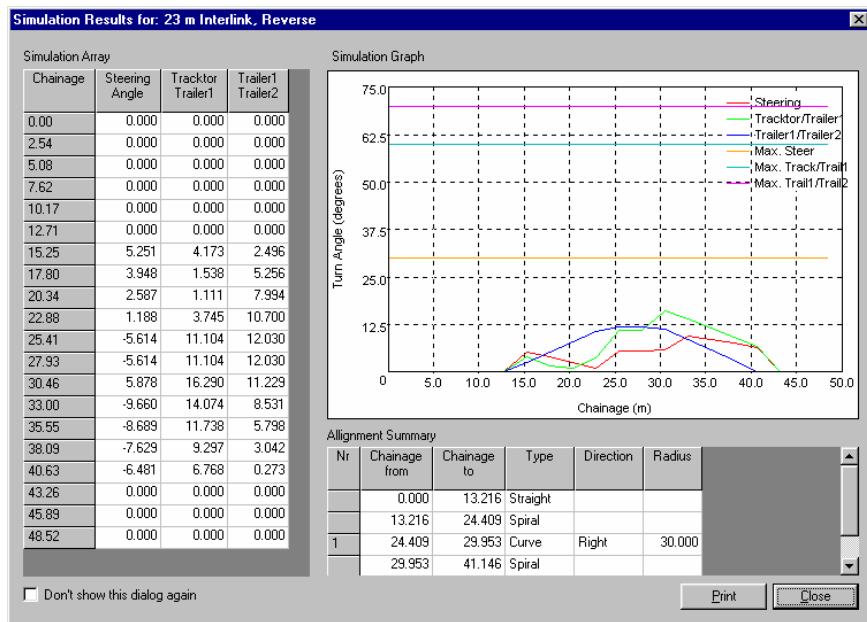 Simulation Results for: 23 m Interlink, Reverse
Simulation Array
Chainage Steering Angle Tracktor Trailer1 Trailer1 Trailer2
0.00 0.000 0.000 0.000
2.54 0.000 0.000 0.000
5.08 0.000 0.000 0.000
7.62 0.000 0.000 0.000
10.17 0.000 0.000 0.000
12.71 0.000 0.000 0.000
15.25 5.251 4.173 2.496
17.80 3.948 1.538 5.256
20.34 2.587 1.111 7.994
22.88 1.188 3.745 10.700
25.41 -5.614 11.104 12.030
27.93 -5.614 11.104 12.030
30.46 5.878 16.290 11.229
33.00 -9.660 14.074 8.531
35.55 -8.689 11.738 5.798
38.09 -7.629 9.297 3.042
40.63 -6.481 6.768 0.273
43.26 0.000 0.000 0.000
45.89 0.000 0.000 0.000
48.52 0.000 0.000 0.000
Don't show this dialog again
Simulation Graph
75.0
62.5
50.0
37.5
25.0
12.5
Turn Angle (degrees)
Steering
Tracktor/Trailer1
Trailer1/Trailer2
Max. Steer
Max. Track/Trail1
Max. Trail1/Trail2
0 5.0 10.0 15.0 20.0 25.0 30.0 35.0 40.0 45.0 50.0
Chainage (m)
Allignment Summary
Nr Chainage from Chainage to Type Direction Radius
0.000 13.216 Straight
13.216 24.409 Spiral
1 24.409 29.953 Curve Right 30.000
29.953 41.146 Spiral
Print Close